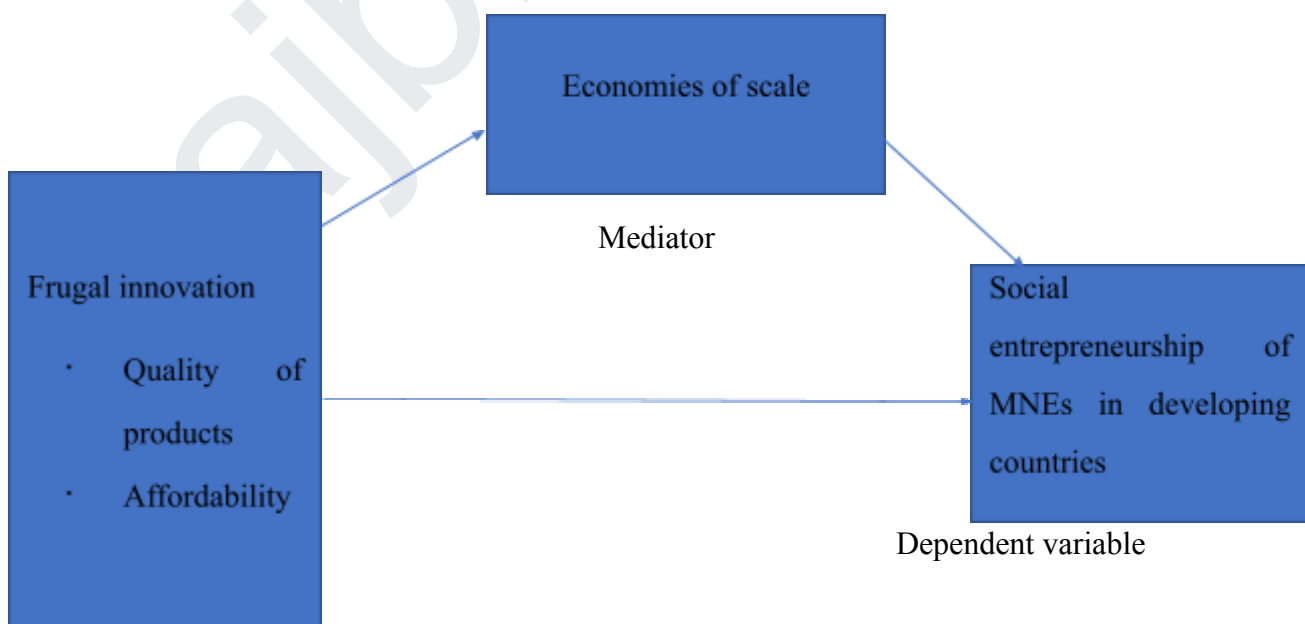 Economies of scale
Mediator
Frugal innovation
· Quality of
products
· Affordability
Social
entrepreneurship of
MNEs in developing
countries
Dependent variable